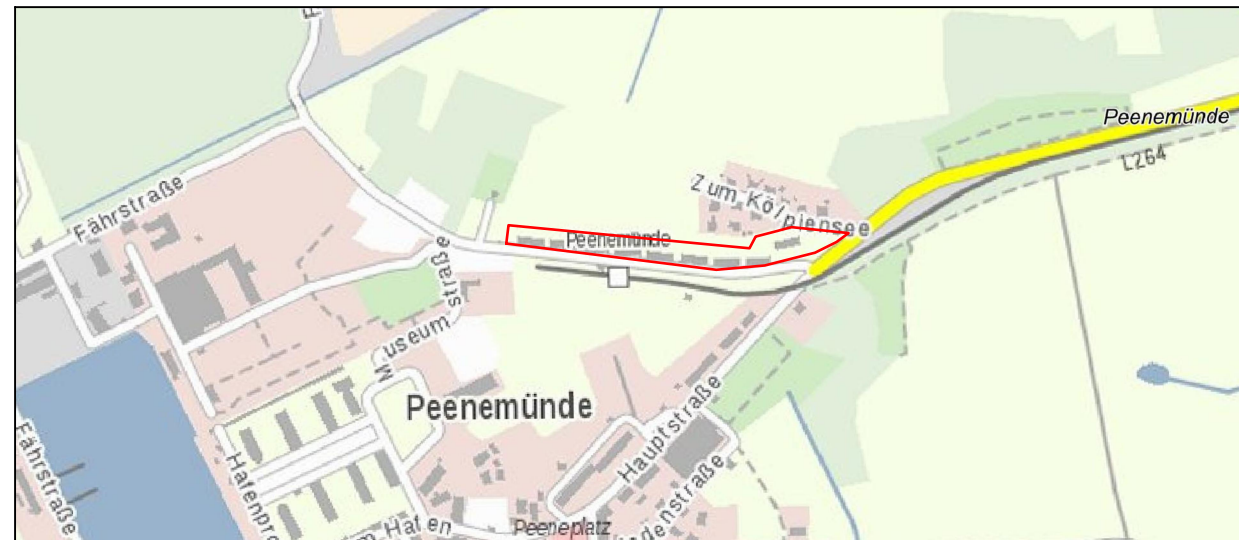 Peenemünde
L264
Fährstraße
Zum Kölpiensee
Peenemünde
Museumstraße
Peenemünde
Hauptstraße
Fährstraße
Hafenpro
m Hafen
Peeneplatz
denstraße